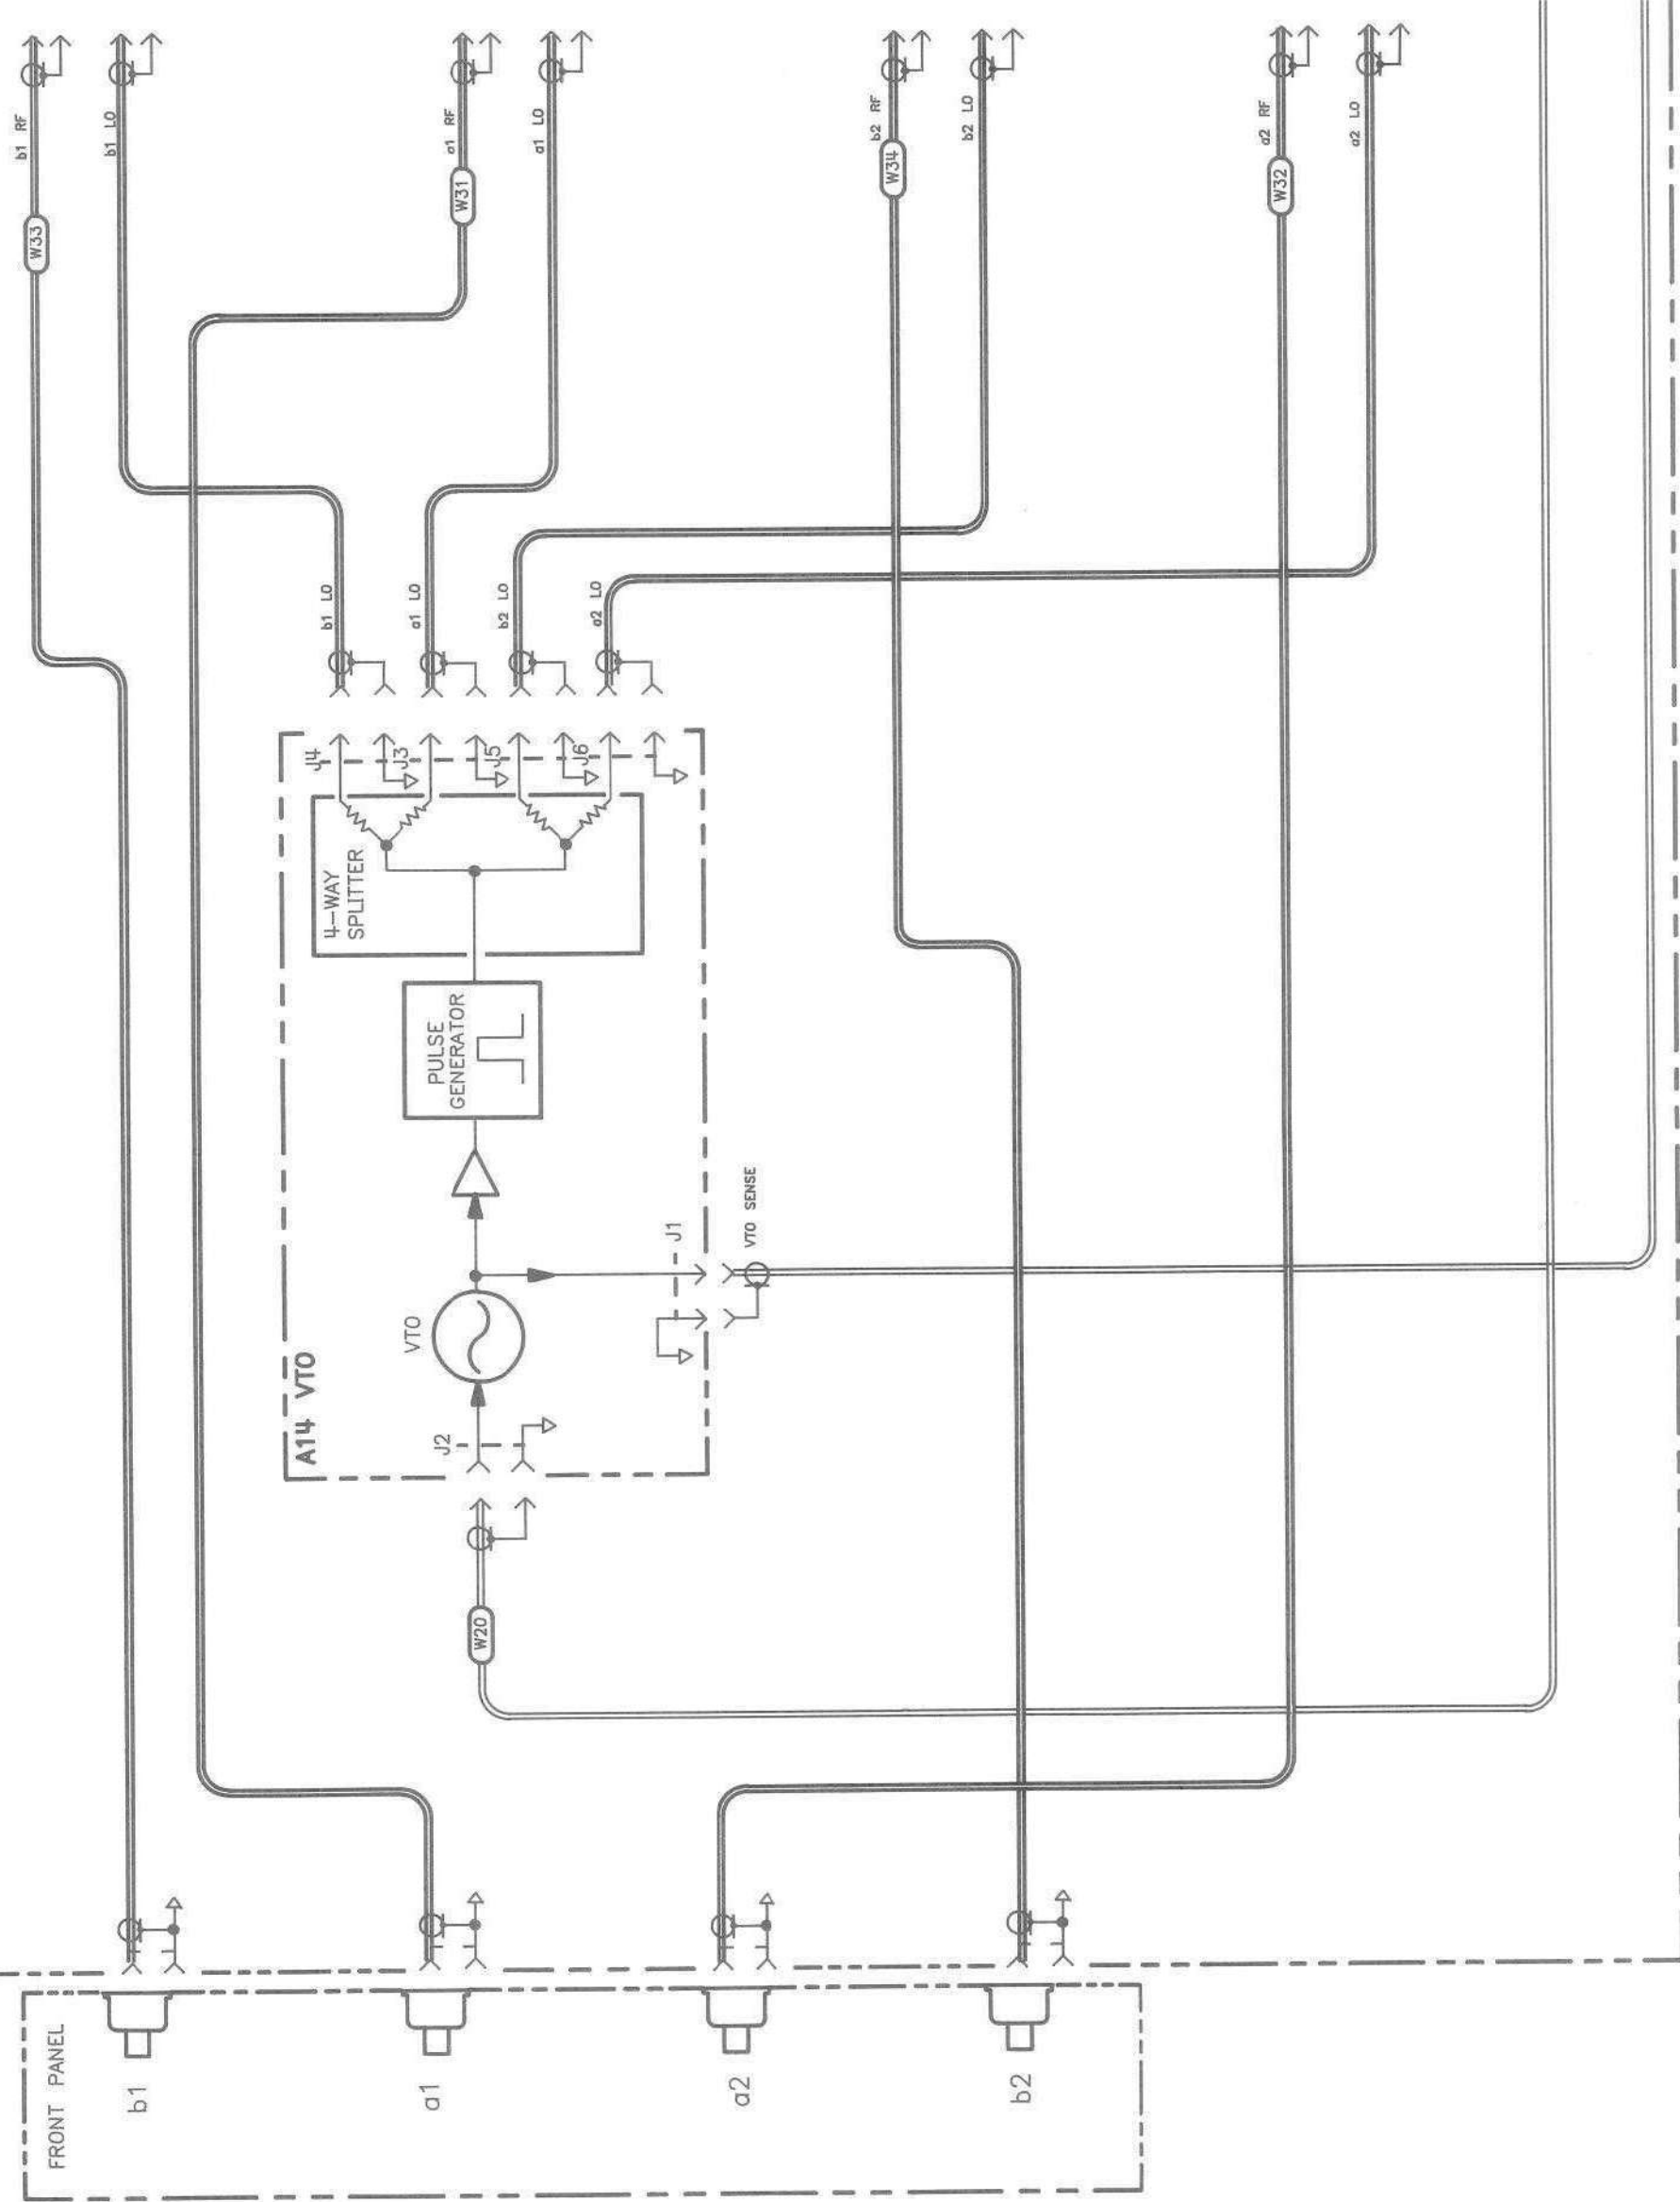 FRONT PANEL
b1
a1
a2
b2
W33
b1 RF
b1 LO
W31
a1 RF
a1 LO
W34
b2 RF
b2 LO
W32
a2 RF
a2 LO
b1 LO
a1 LO
b2 LO
a2 LO
A14 VTO
J2
VTO
J1
VTO SENSE
PULSE
GENERATOR
4-WAY
SPLITTER
J4
J3
J5
J6
W20